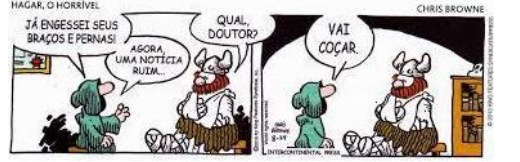 HAGAR, O HORRÍVEL
CHRIS BROWNE
JÁ ENGESSEI SEUS
BRAÇOS E PERNAS!
AGORA,
UMA NOTÍCIA
RUIM...
QUAL,
DOUTOR?
VAI
COÇAR.
INTERCONTINENTAL PRESS